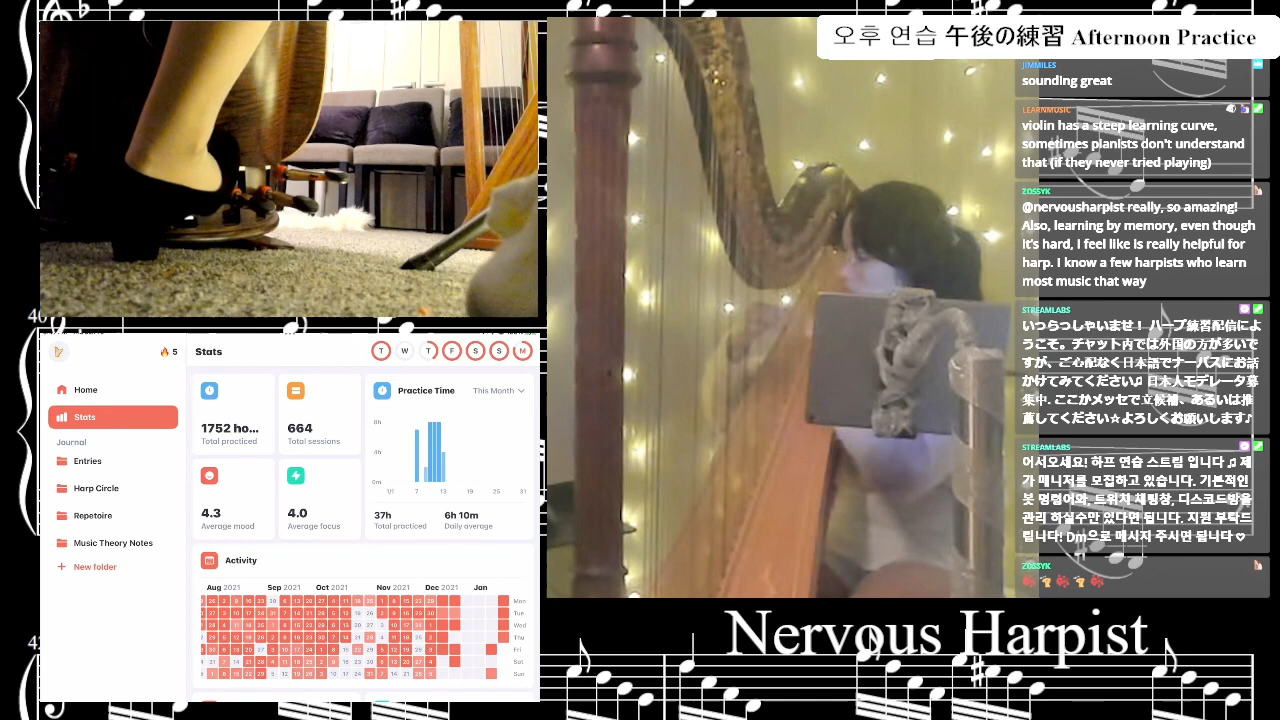 오후 연습 午後の練習 Afternoon Practice
JIMMILES
sounding great
LEARNMUSIC
violin has a steep learning curve,
sometimes pianists don't understand
that (if they never tried playing)
ZOSSYK
@nervousharpist really, so amazing!
Also, learning by memory, even though
it's hard, I feel like is really helpful for
harp. I know a few harpists who learn
most music that way
STREAMLABS
いらっしゃいませ！ ハープ練習配信によ
うこそ。チャット内では外国の方が多いで
すが、ご心配なく日本語でナーバスにお話
かけてみてください♫ 日本人モデレータ募
集中. ここかメッセで立候補、あるいは推
薦してください☆よろしくお願いします♪
STREAMLABS
어서오세요! 하프 연습 스트림 입니다 ♫ 제
가 매니저를 모집하고 있습니다. 기본적인
봇 명령어와, 트위치 채팅창, 디스코드방을
관리 하실수만 있다면 됩니다. 지원 부탁드
립니다! Dm으로 메시지 주시면 됩니다 ♡
ZOSSYK
Nervous Harpist
5
Home
Stats
Journal
Entries
Harp Circle
Repetoire
Music Theory Notes
New folder
Stats
T W T F S S M
1752 ho...
Total practiced
664
Total sessions
4.3
Average mood
4.0
Average focus
Practice Time
This Month
8h
4h
0m
1/1 7 13 19 25 31
37h
Total practiced
6h 10m
Daily average
Activity
Aug 2021 Sep 2021 Oct 2021 Nov 2021 Dec 2021 Jan
Mon
Tue
Wed
Thu
Fri
Sat
Sun